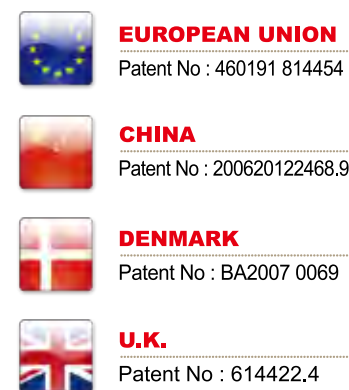 EUROPEAN UNION
Patent No : 460191 814454
CHINA
Patent No : 200620122468.9
DENMARK
Patent No : BA2007 0069
U.K.
Patent No : 614422.4